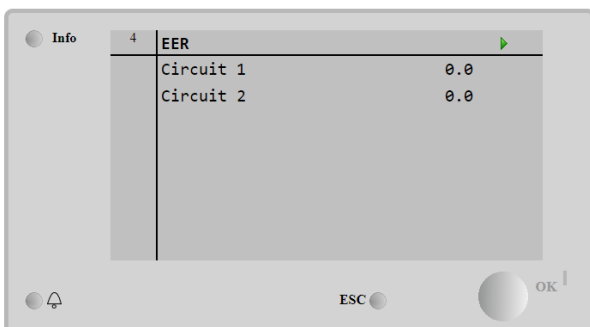 Info
4 EER
Circuit 1 0.0
Circuit 2 0.0
ESC
OK